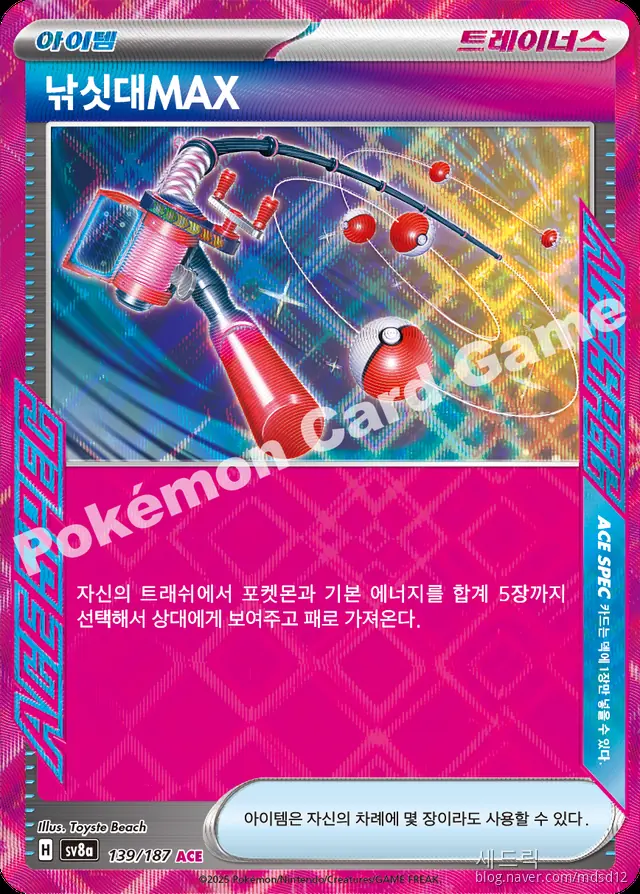 아이템
트레이너스
낚싯대MAX
Pokémon Card Game
ACE SPEC
ACE SPEC
자신의 트래쉬에서 포켓몬과 기본 에너지를 합계 5장까지
선택해서 상대에게 보여주고 패로 가져온다.
ACE SPEC 카드는 덱에 1장만 넣을 수 있다.
아이템은 자신의 차례에 몇 장이라도 사용할 수 있다.
Illus. Toyste Beach
H sv8a 139/187 ACE
세드릭
blog.naver.com/mdsd12
©2025 Pokémon/Nintendo/Creatures/GAME FREAK.